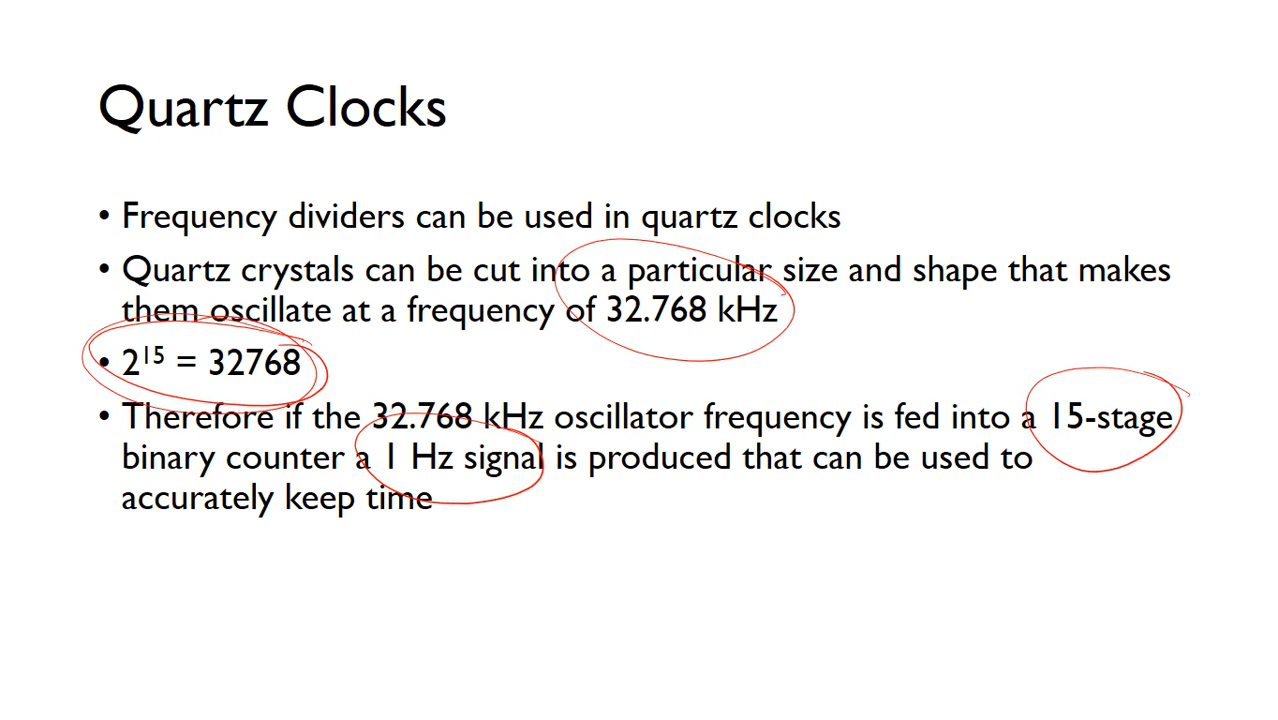 Quartz Clocks
• Frequency dividers can be used in quartz clocks
• Quartz crystals can be cut into a particular size and shape that makes
them oscillate at a frequency of 32.768 kHz
• 2¹⁵ = 32768
• Therefore if the 32.768 kHz oscillator frequency is fed into a 15-stage
binary counter a 1 Hz signal is produced that can be used to
accurately keep time